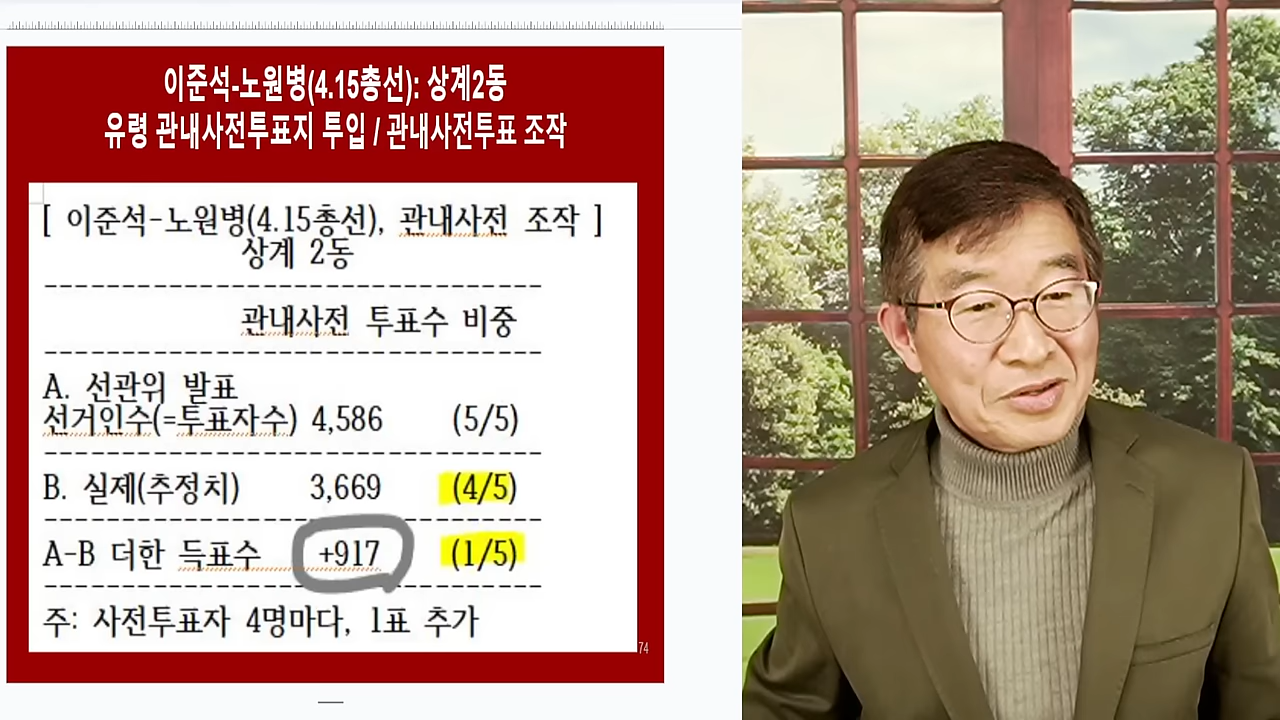 이준석-노원병(4.15총선): 상계2동
유령 관내사전투표지 투입 / 관내사전투표 조작
[ 이준석-노원병(4.15총선), 관내사전 조작 ]
상계 2동
관내사전 투표수 비중
A. 선관위 발표
선거인수(=투표자수) 4,586 (5/5)
B. 실제(추정치) 3,669 (4/5)
A-B 더한 득표수 +917 (1/5)
주: 사전투표자 4명마다, 1표 추가
74